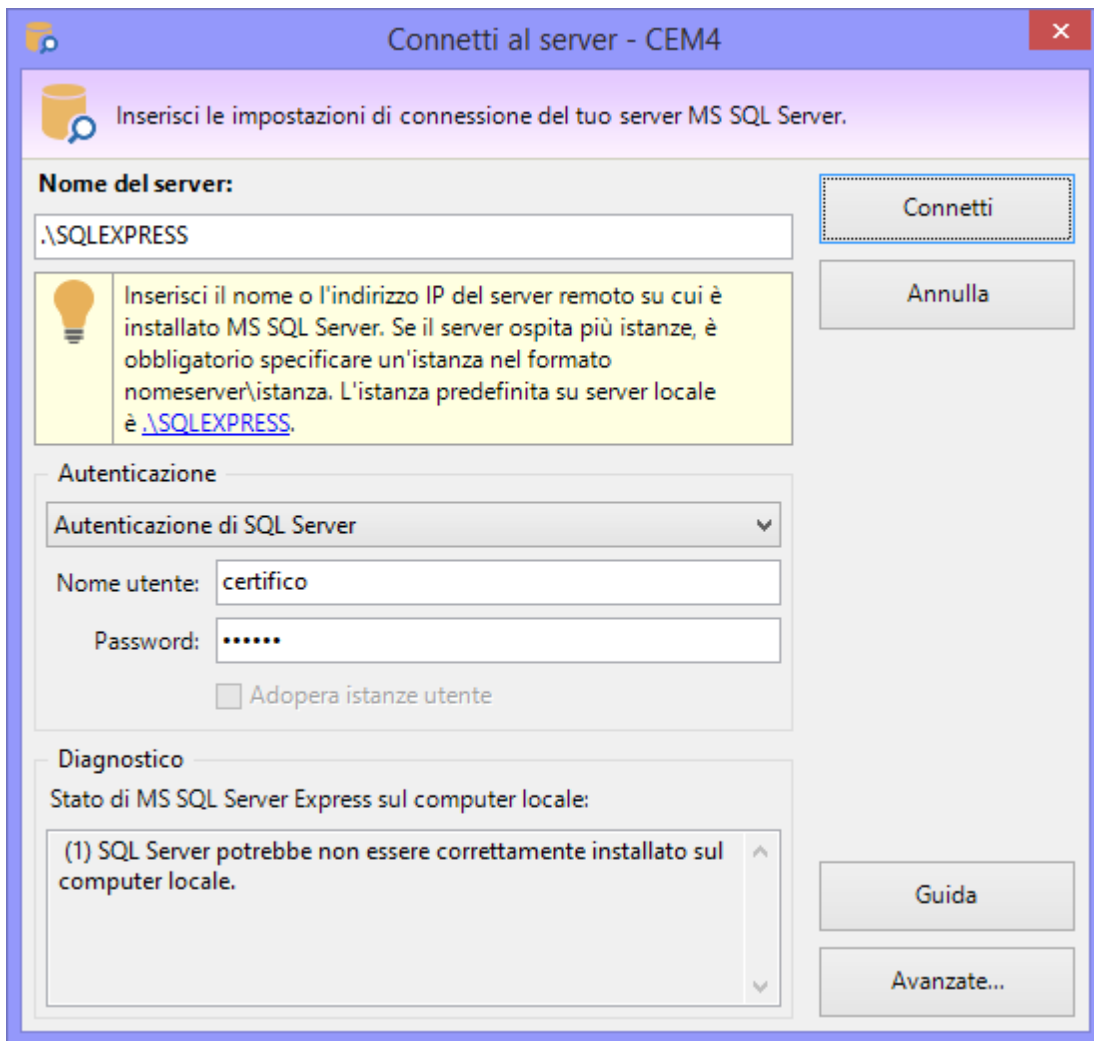 Connetti al server - CEM4
Inserisci le impostazioni di connessione del tuo server MS SQL Server.
Nome del server:
.\SQLEXPRESS
Connetti
Annulla
Inserisci il nome o l'indirizzo IP del server remoto su cui è
installato MS SQL Server. Se il server ospita più istanze, è
obbligatorio specificare un'istanza nel formato
nomeserver\istanza. L'istanza predefinita su server locale
è .\SQLEXPRESS.
Autenticazione
Autenticazione di SQL Server
Nome utente: certifico
Password: ••••••
Adopera istanze utente
Diagnostico
Stato di MS SQL Server Express sul computer locale:
(1) SQL Server potrebbe non essere correttamente installato sul
computer locale.
Guida
Avanzate...